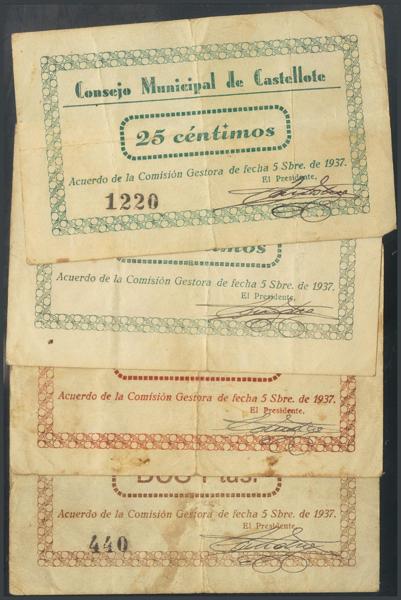 Consejo Municipal de Castellote
25 céntimos
Acuerdo de la Comisión Gestora de fecha 5 Sbre. de 1937.
El Presidente,
1220
Acuerdo de la Comisión Gestora de fecha 5 Sbre. de 1937.
El Presidente,
Acuerdo de la Comisión Gestora de fecha 5 Sbre. de 1937.
El Presidente,
Ptas.
Acuerdo de la Comisión Gestora de fecha 5 Sbre. de 1937.
El Presidente,
440